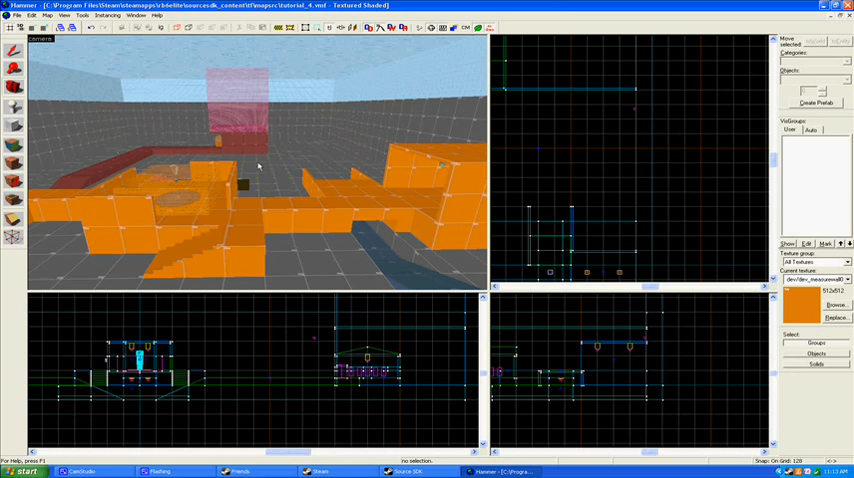 Hammer - [C:\Program Files\Steam\steamapps\rb6elite\sourcesdk_content\tf\mapsrc\tutorial_4.vmf - Textured Shaded]
File Edit Map View Tools Instancing Window Help
camera
Move
selected:
Categories:
Objects:
Create Prefab
VisGroups:
User Auto
Show Edit Mark
Texture group:
All Textures
Current texture:
dev/dev_measurewall0
512x512
Browse...
Replace...
Select:
Groups
Objects
Solids
For Help, press F1 no selection. Snap: On Grid: 128 <->
start CamStudio Flashing Friends Steam Source SDK Hammer - [C:\Progra... 11:13 AM